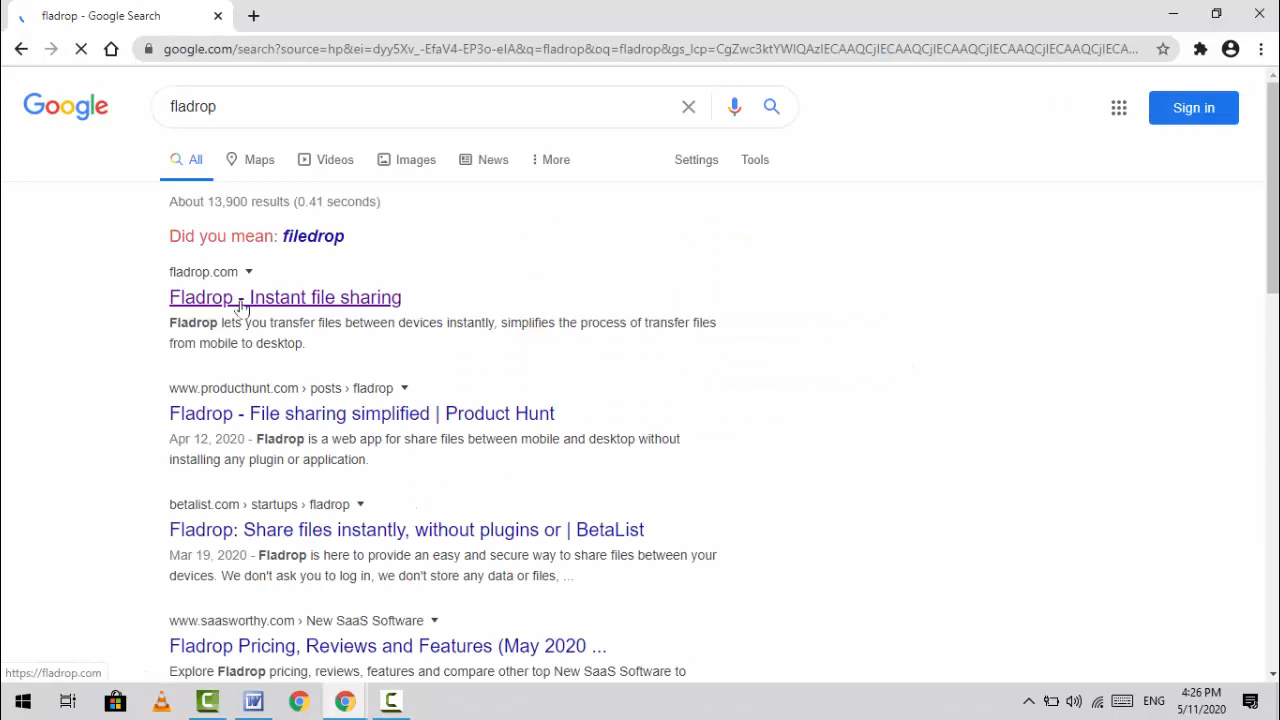 fladrop - Google Search
google.com/search?source=hp&ei=dyy5Xv_-EfaV4-EP3o-eIA&q=fladrop&oq=fladrop&gs_lcp=CgZwc3ktYWIQAzIECAAQCjIECAAQCjIECAAQCjIECAAQCjIECAAQCjIECAAQC...
Google
fladrop
Sign in
All Maps Videos Images News More Settings Tools
About 13,900 results (0.41 seconds)
Did you mean: filedrop
fladrop.com
Fladrop - Instant file sharing
Fladrop lets you transfer files between devices instantly, simplifies the process of transfer files
from mobile to desktop.
www.producthunt.com › posts › fladrop
Fladrop - File sharing simplified | Product Hunt
Apr 12, 2020 - Fladrop is a web app for share files between mobile and desktop without
installing any plugin or application.
betalist.com › startups › fladrop
Fladrop: Share files instantly, without plugins or | BetaList
Mar 19, 2020 - Fladrop is here to provide an easy and secure way to share files between your
devices. We don't ask you to log in, we don't store any data or files, ...
www.saasworthy.com › New SaaS Software
Fladrop Pricing, Reviews and Features (May 2020 ...
Explore Fladrop pricing, reviews, features and compare other top New SaaS Software to
https://fladrop.com
ENG
4:26 PM
5/11/2020